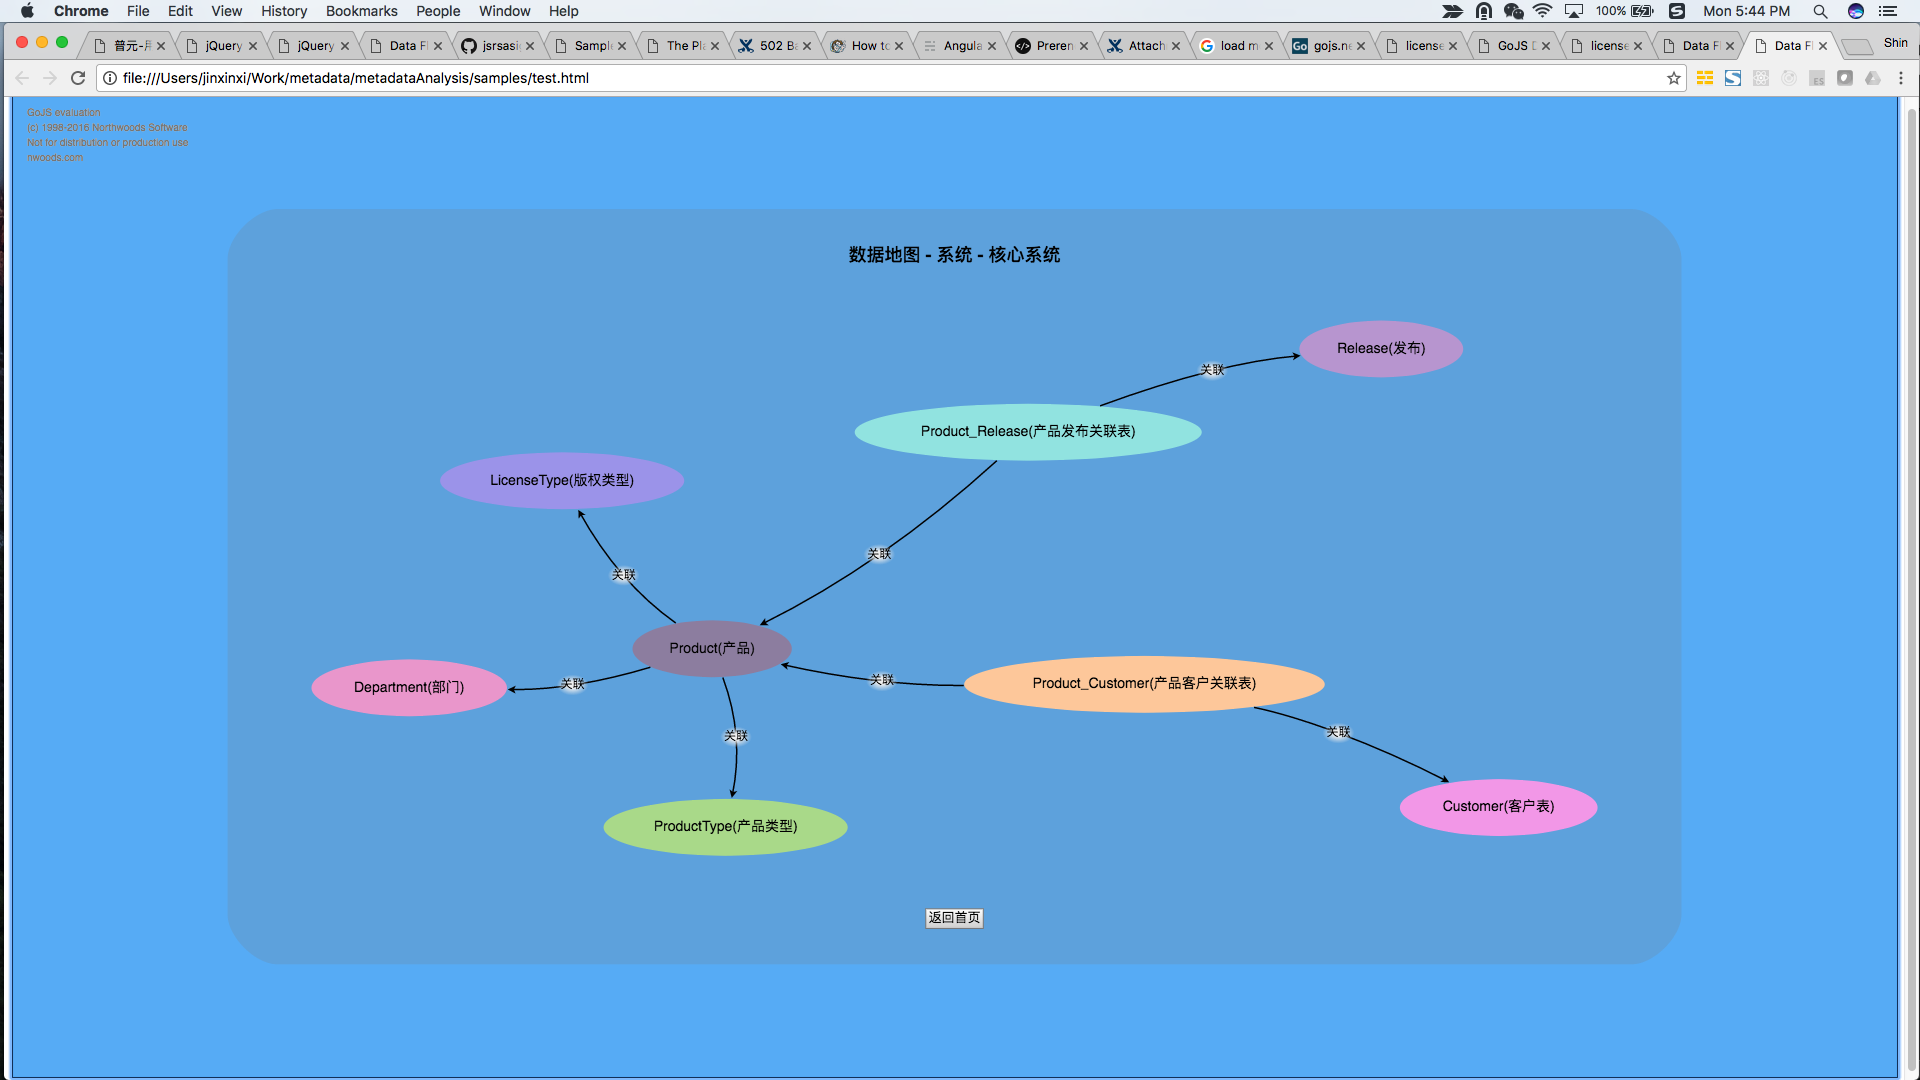 Chrome File Edit View History Bookmarks People Window Help 100% Mon 5:44 PM
普元-月 jQuery jQuery Data Fl jsrsasig Sample The Pla 502 Ba How to Angula Preren Attach load m gojs.ne license GoJS D license Data Fl Data Fl Shin
file:///Users/jinxinxi/Work/metadata/metadataAnalysis/samples/test.html
GoJS evaluation
(c) 1998-2016 Northwoods Software
Not for distribution or production use
nwoods.com
数据地图 - 系统 - 核心系统
Release(发布)
关联
Product_Release(产品发布关联表)
LicenseType(版权类型)
关联
关联
Product(产品)
Department(部门)
关联
关联
Product_Customer(产品客户关联表)
关联
关联
Customer(客户表)
ProductType(产品类型)
返回首页